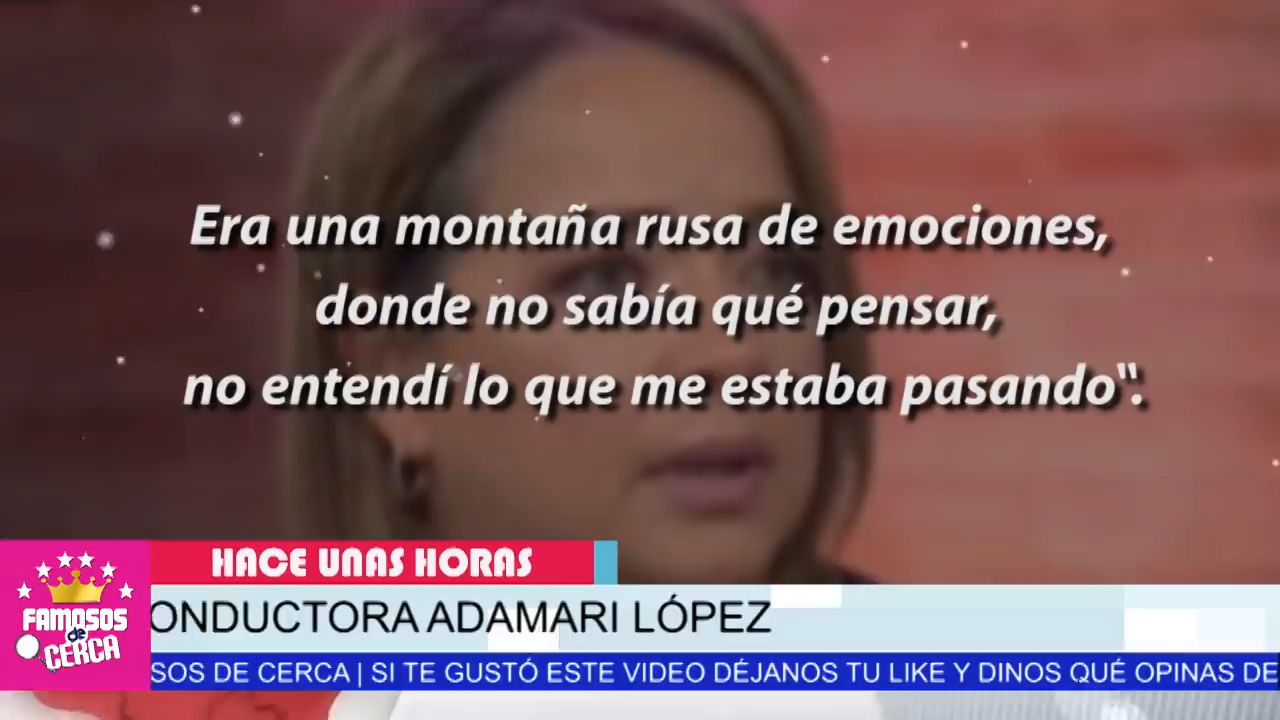 Era una montaña rusa de emociones,
donde no sabía qué pensar,
no entendí lo que me estaba pasando“.
HACE UNAS HORAS
FAMOSOS
de
CERCA
ONDUCTORA ADAMARI LÓPEZ
SOS DE CERCA | SI TE GUSTÓ ESTE VIDEO DÉJANOS TU LIKE Y DINOS QUÉ OPINAS DE